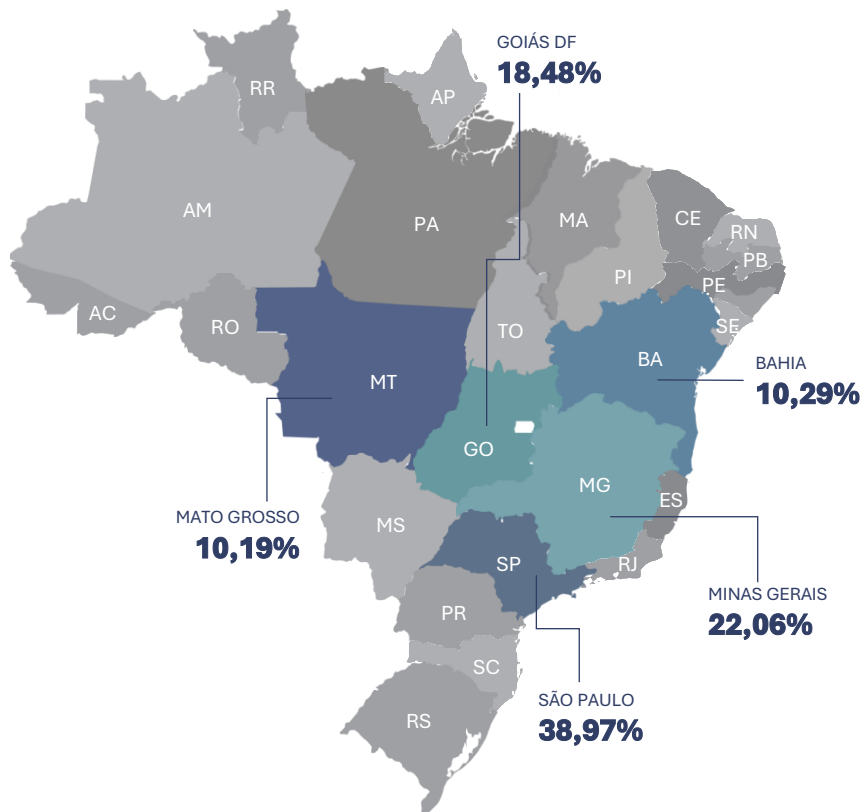 GOIÁS DF
18,48%
RR
AP
AM
PA
MA
CE
RN
PB
PI
PE
AC
RO
TO
SE
BA
BAHIA
10,29%
MT
GO
MG
ES
MATO GROSSO
10,19%
MS
SP
RJ
MINAS GERAIS
22,06%
PR
SC
SÃO PAULO
38,97%
RS